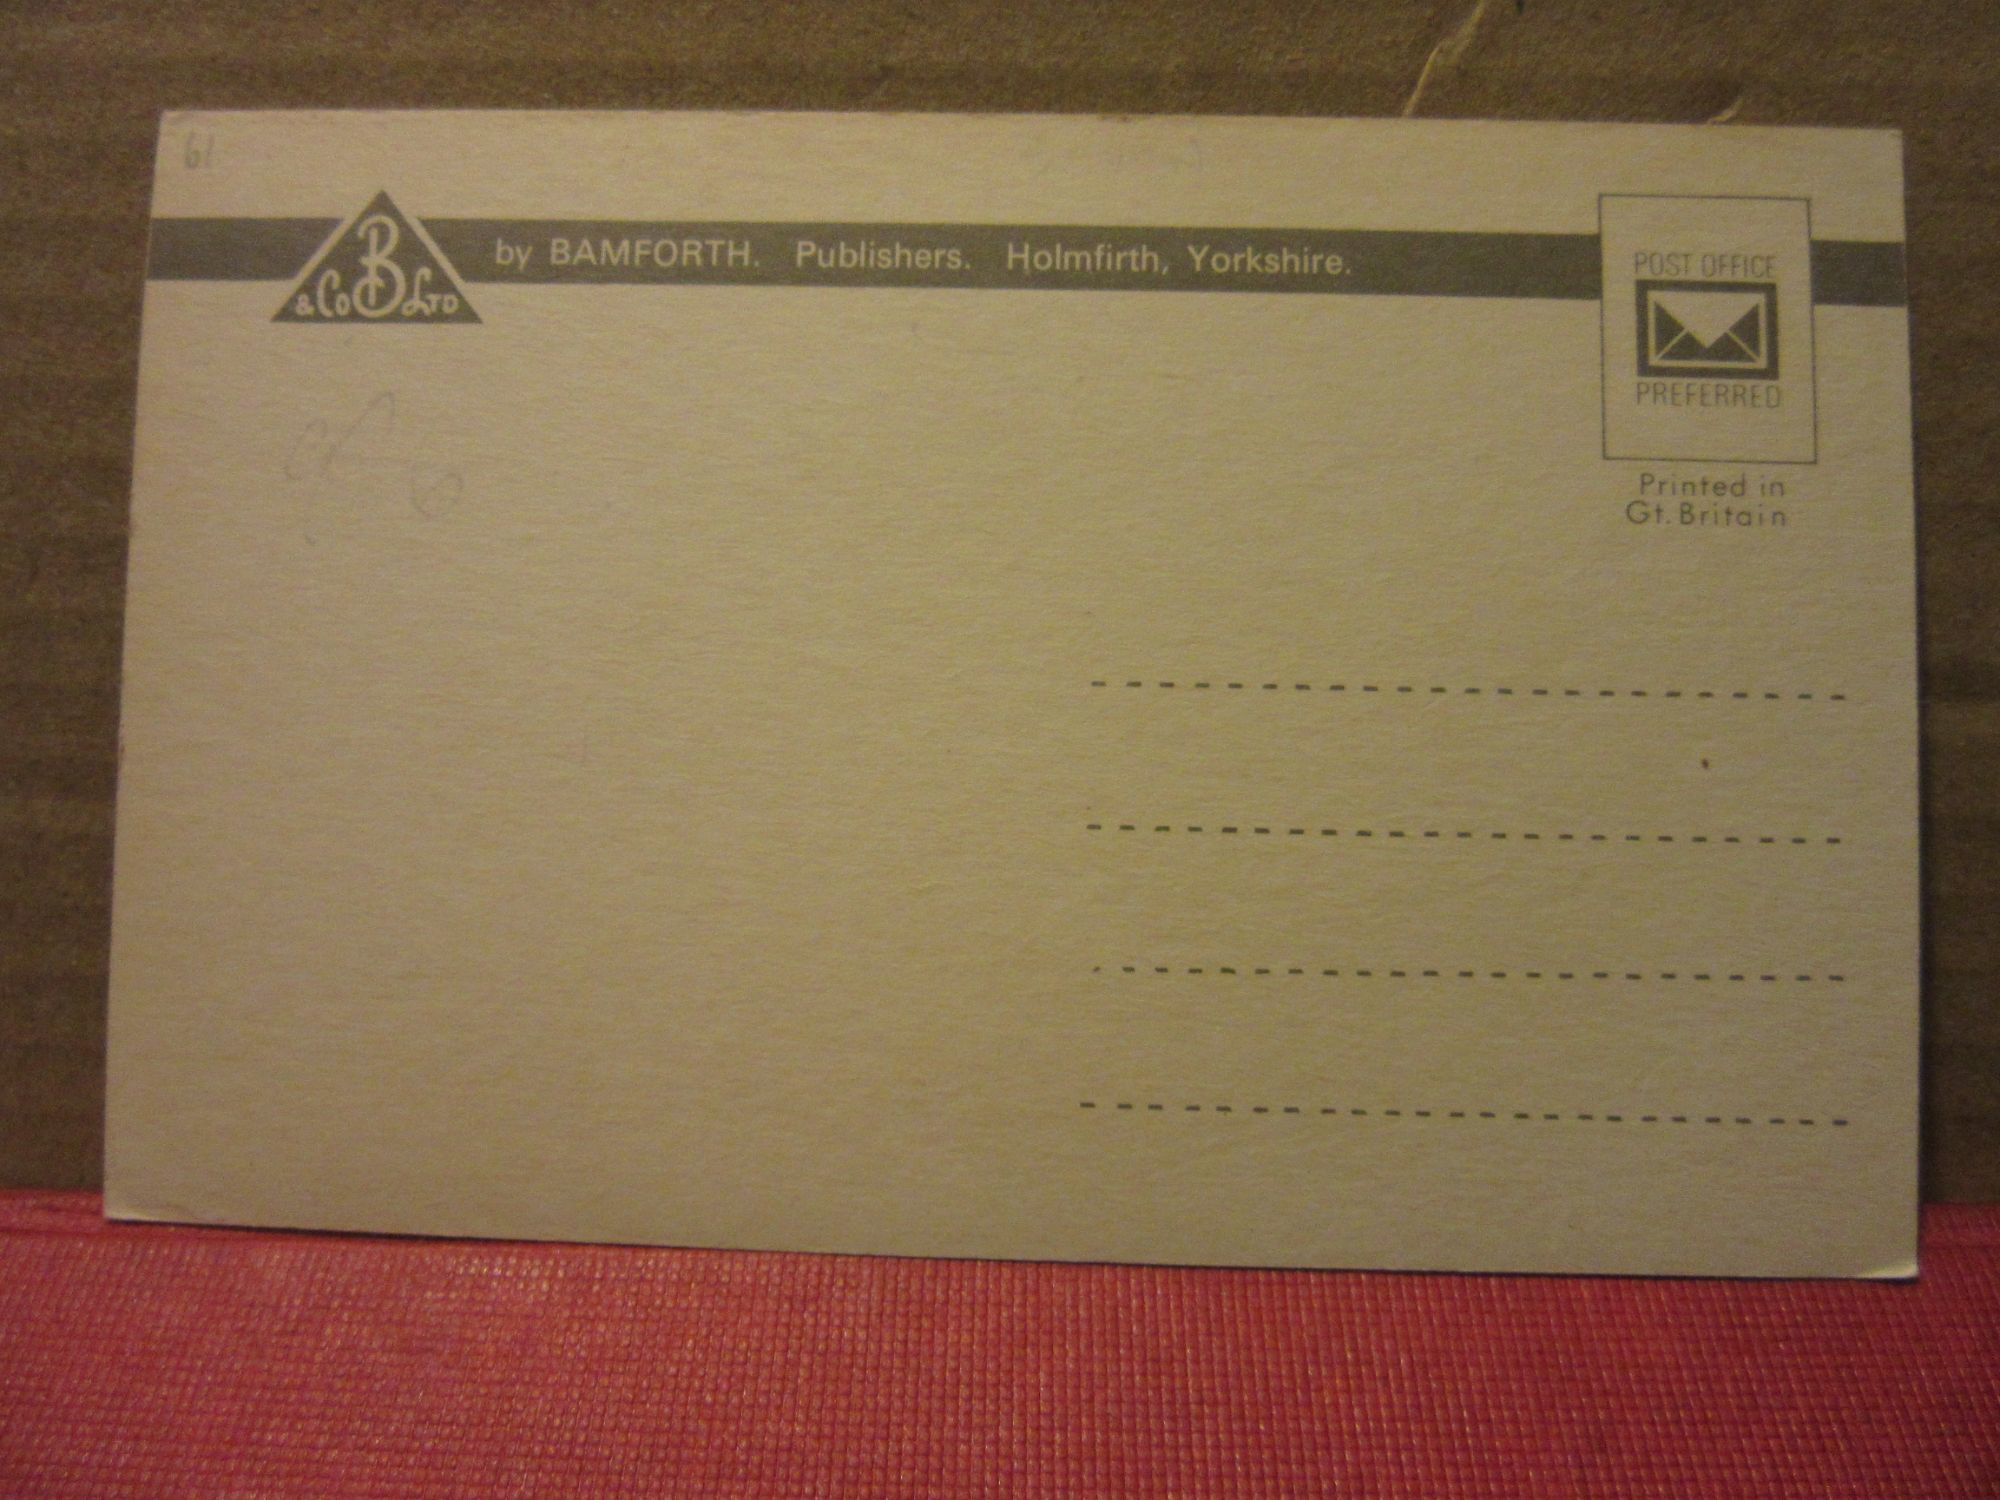 61
B & Co Ltd
by BAMFORTH. Publishers. Holmfirth, Yorkshire.
POST OFFICE
PREFERRED
Printed in
Gt. Britain